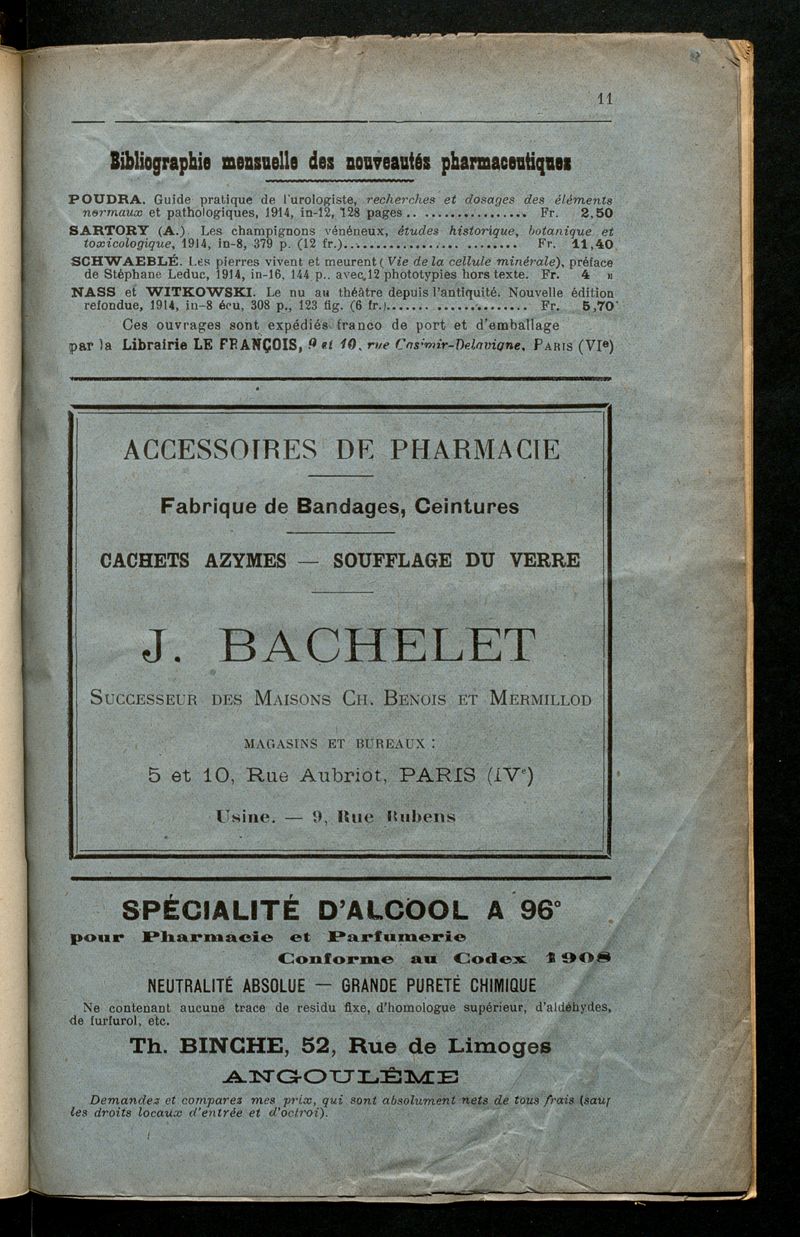 11
Bibliographie mensuelle des nouveautés pharmaceutiques
POUDRA. Guide pratique de l'urologiste, recherches et dosages des éléments
normaux et pathologiques, 1914, in-12, 128 pages .. ................ Fr. 2,50
SARTORY (A.) Les champignons vénéneux, études historique, botanique et
toxicologique, 1914, in-8, 379 p. (12 fr.)................... ......... Fr. 11,40
SCHWAEBLÉ. Les pierres vivent et meurent (Vie de la cellule minérale), préface
de Stéphane Leduc, 1914, in-16, 144 p., avec 12 phototypies hors texte. Fr. 4 »
NASS et WITKOWSKI. Le nu au théâtre depuis l'antiquité. Nouvelle édition
refondue, 1914, in-8 écu, 308 p., 123 fig. (6 fr.)....... .............. Fr. 5,70
Ces ouvrages sont expédiés franco de port et d'emballage
par la Librairie LE FRANÇOIS, 9 et 10, rue Casimir-Delavigne, PARIS (VIe)
ACCESSOIRES DE PHARMACIE
Fabrique de Bandages, Ceintures
CACHETS AZYMES — SOUFFLAGE DU VERRE
J. BACHELET
SUCCESSEUR DES MAISONS CH. BENOIS ET MERMILLOD
MAGASINS ET BUREAUX :
5 et 10, Rue Aubriot, PARIS (IVe)
Usine. — 9, Rue Rubens
SPÉCIALITÉ D'ALCOOL A 96°
pour Pharmacie et Parfumerie
Conforme au Codex 1908
NEUTRALITÉ ABSOLUE — GRANDE PURETÉ CHIMIQUE
Ne contenant aucune trace de residu fixe, d'homologue supérieur, d'aldéhydes,
de furfurol, etc.
Th. BINCHE, 52, Rue de Limoges
ANGOULÊME
Demandez et comparez mes prix, qui sont absolument nets de tous frais (sauf
les droits locaux d'entrée et d'octroi).